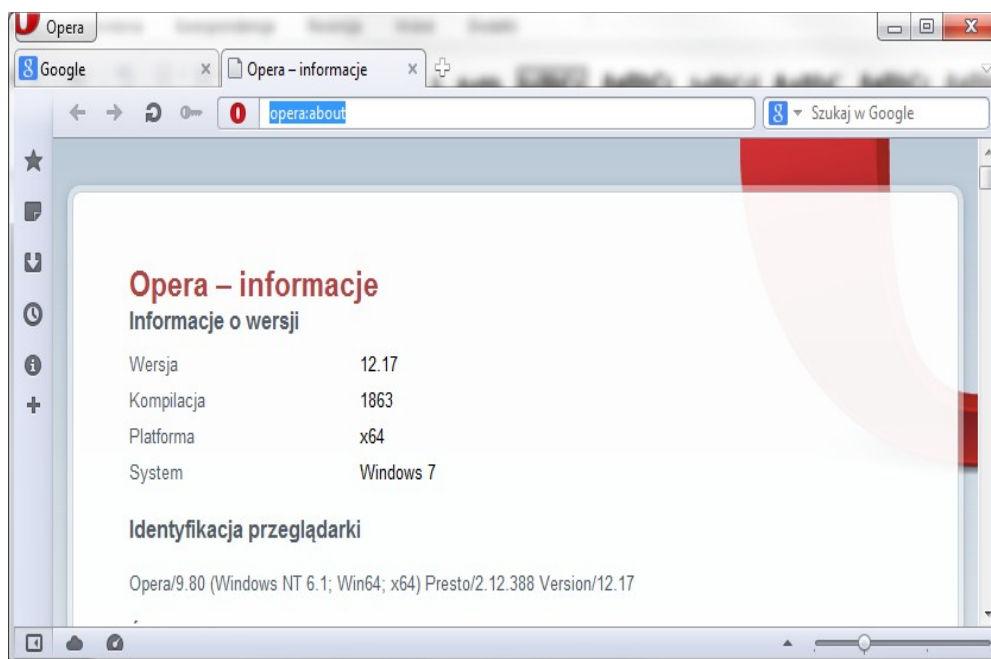 Opera
Google
Opera – informacje
opera:about
Szukaj w Google
Opera – informacje
Informacje o wersji
Wersja 12.17
Kompilacja 1863
Platforma x64
System Windows 7
Identyfikacja przeglądarki
Opera/9.80 (Windows NT 6.1; Win64; x64) Presto/2.12.388 Version/12.17